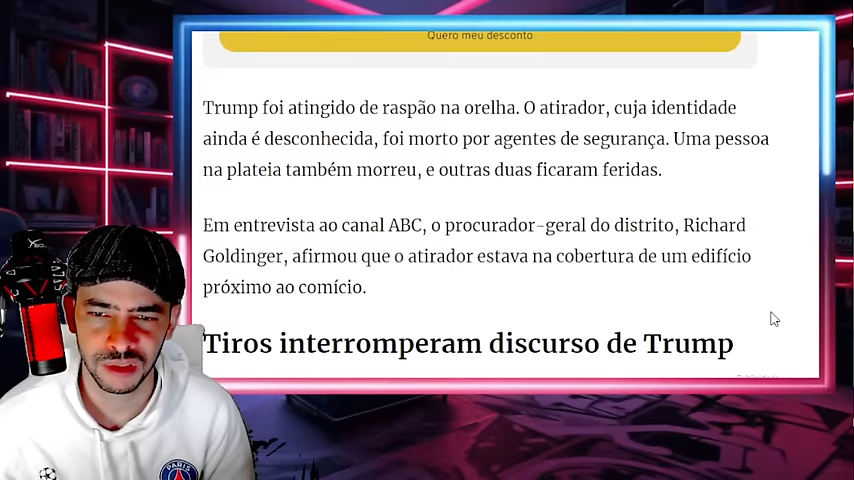 Quero meu desconto
Trump foi atingido de raspão na orelha. O atirador, cuja identidade
ainda é desconhecida, foi morto por agentes de segurança. Uma pessoa
na plateia também morreu, e outras duas ficaram feridas.
Em entrevista ao canal ABC, o procurador-geral do distrito, Richard
Goldinger, afirmou que o atirador estava na cobertura de um edifício
próximo ao comício.
Tiros interromperam discurso de Trump
Publicidade
PARIS